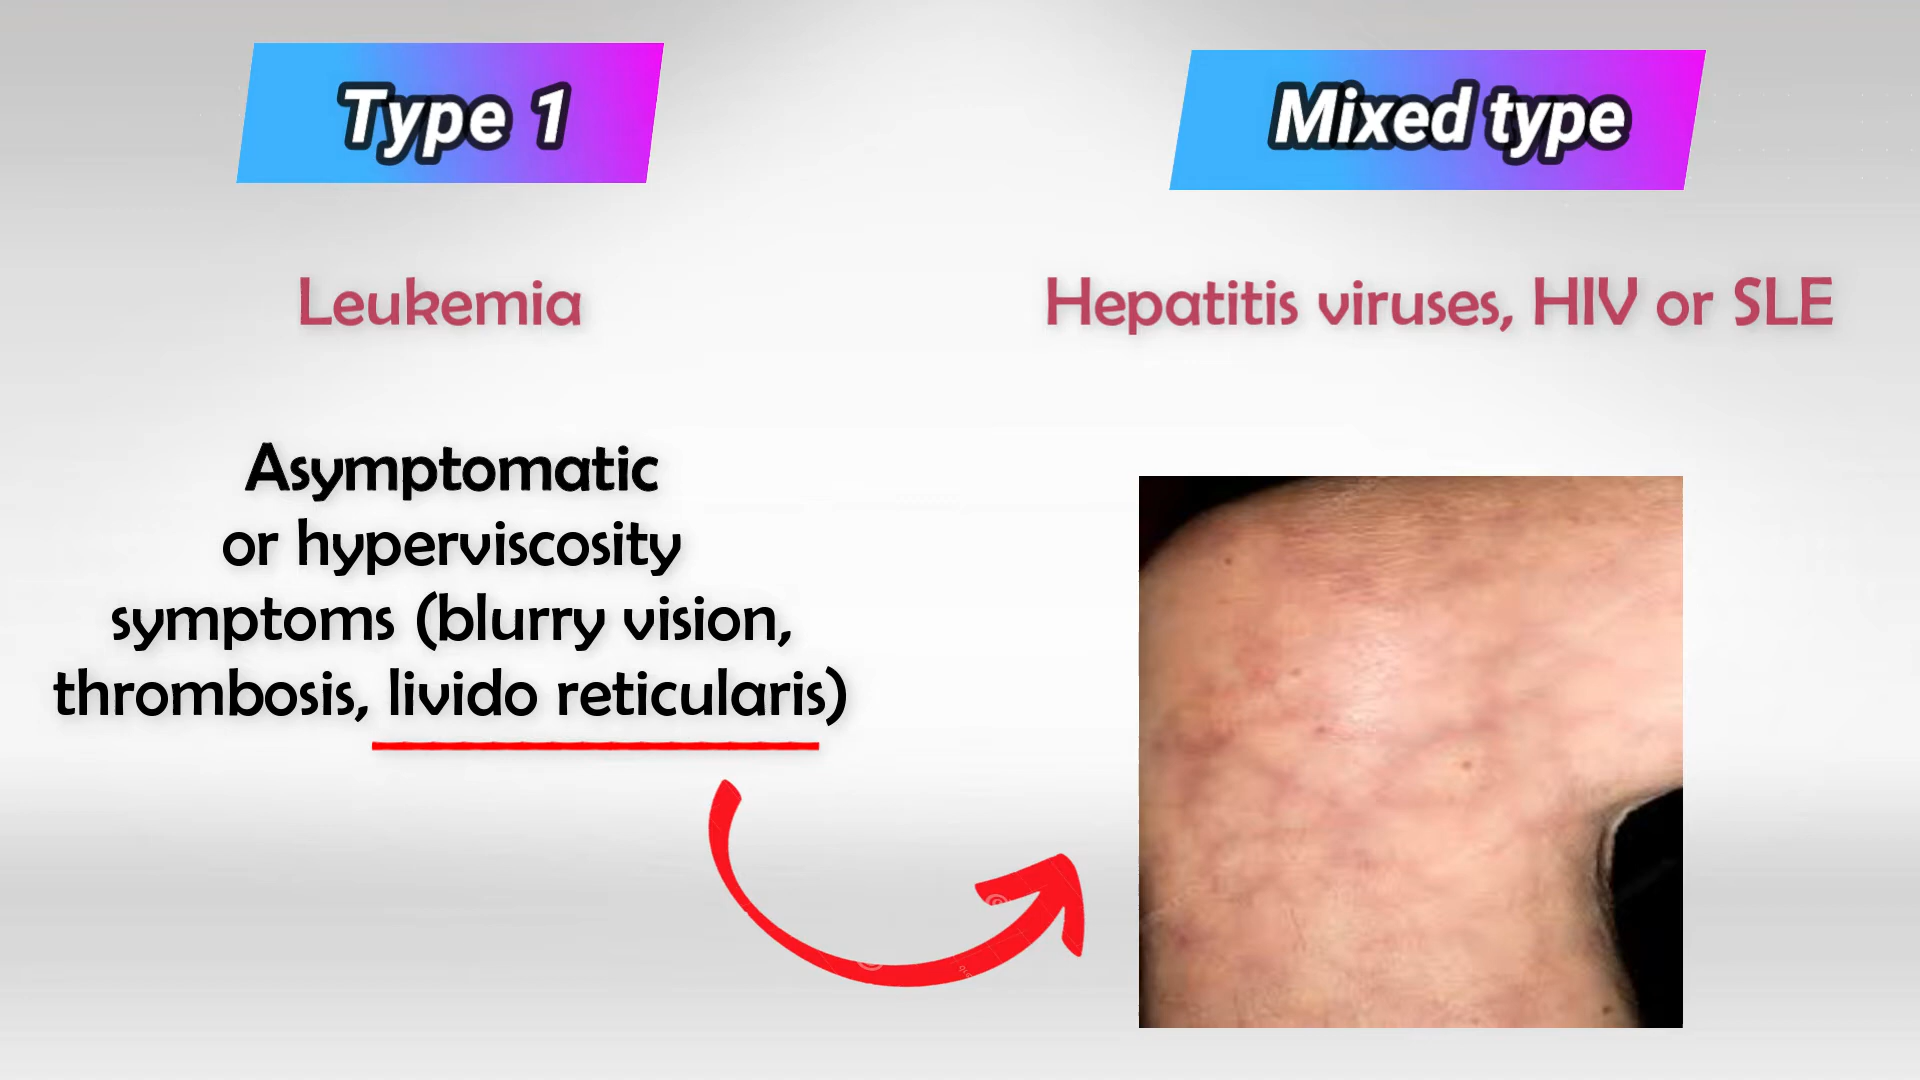 Type 1
Mixed type
Leukemia
Hepatitis viruses, HIV or SLE
Asymptomatic
or hyperviscosity
symptoms (blurry vision,
thrombosis, livido reticularis)